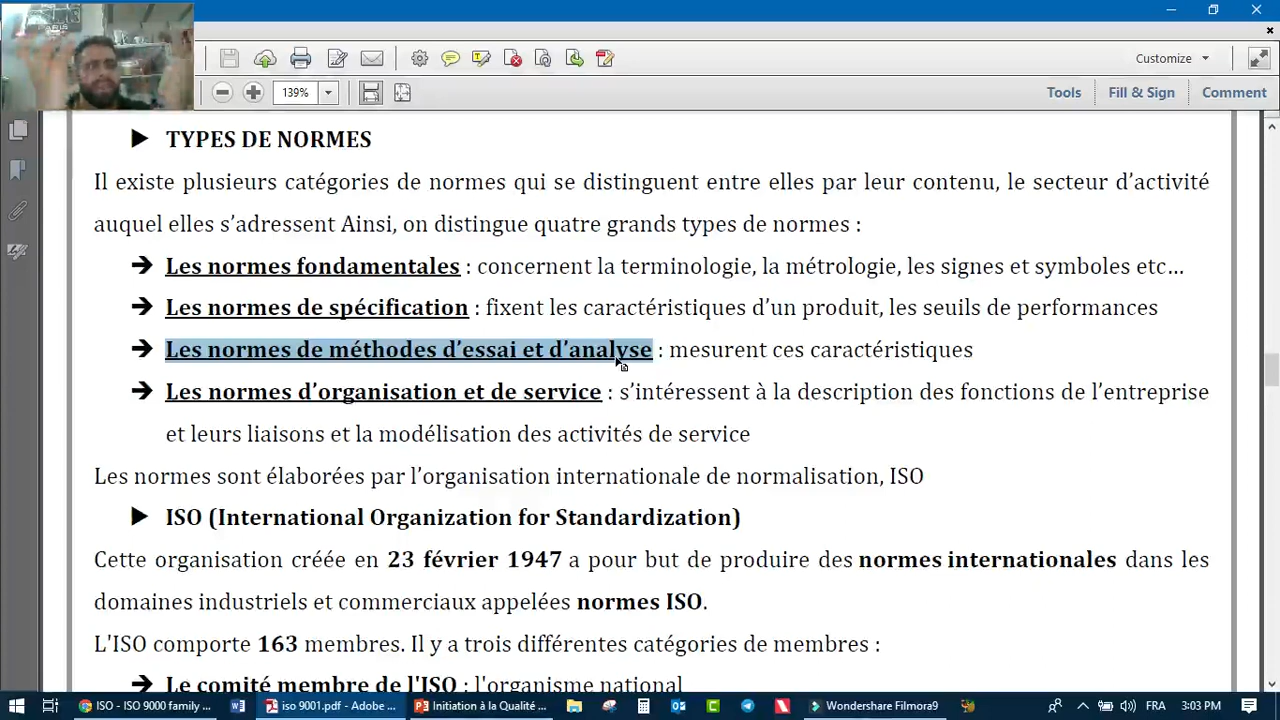 Customize
139%
Tools
Fill & Sign
Comment
► TYPES DE NORMES
Il existe plusieurs catégories de normes qui se distinguent entre elles par leur contenu, le secteur d’activité
auquel elles s’adressent Ainsi, on distingue quatre grands types de normes :
➔ Les normes fondamentales : concernent la terminologie, la métrologie, les signes et symboles etc…
➔ Les normes de spécification : fixent les caractéristiques d’un produit, les seuils de performances
➔ Les normes de méthodes d’essai et d’analyse : mesurent ces caractéristiques
➔ Les normes d’organisation et de service : s’intéressent à la description des fonctions de l’entreprise
et leurs liaisons et la modélisation des activités de service
Les normes sont élaborées par l’organisation internationale de normalisation, ISO
► ISO (International Organization for Standardization)
Cette organisation créée en 23 février 1947 a pour but de produire des normes internationales dans les
domaines industriels et commerciaux appelées normes ISO.
L'ISO comporte 163 membres. Il y a trois différentes catégories de membres :
➔ Le comité membre de l'ISO : l'organisme national
ISO - ISO 9000 family ...
iso 9001.pdf - Adobe ...
Initiation à la Qualité ...
Wondershare Filmora9
FRA
3:03 PM